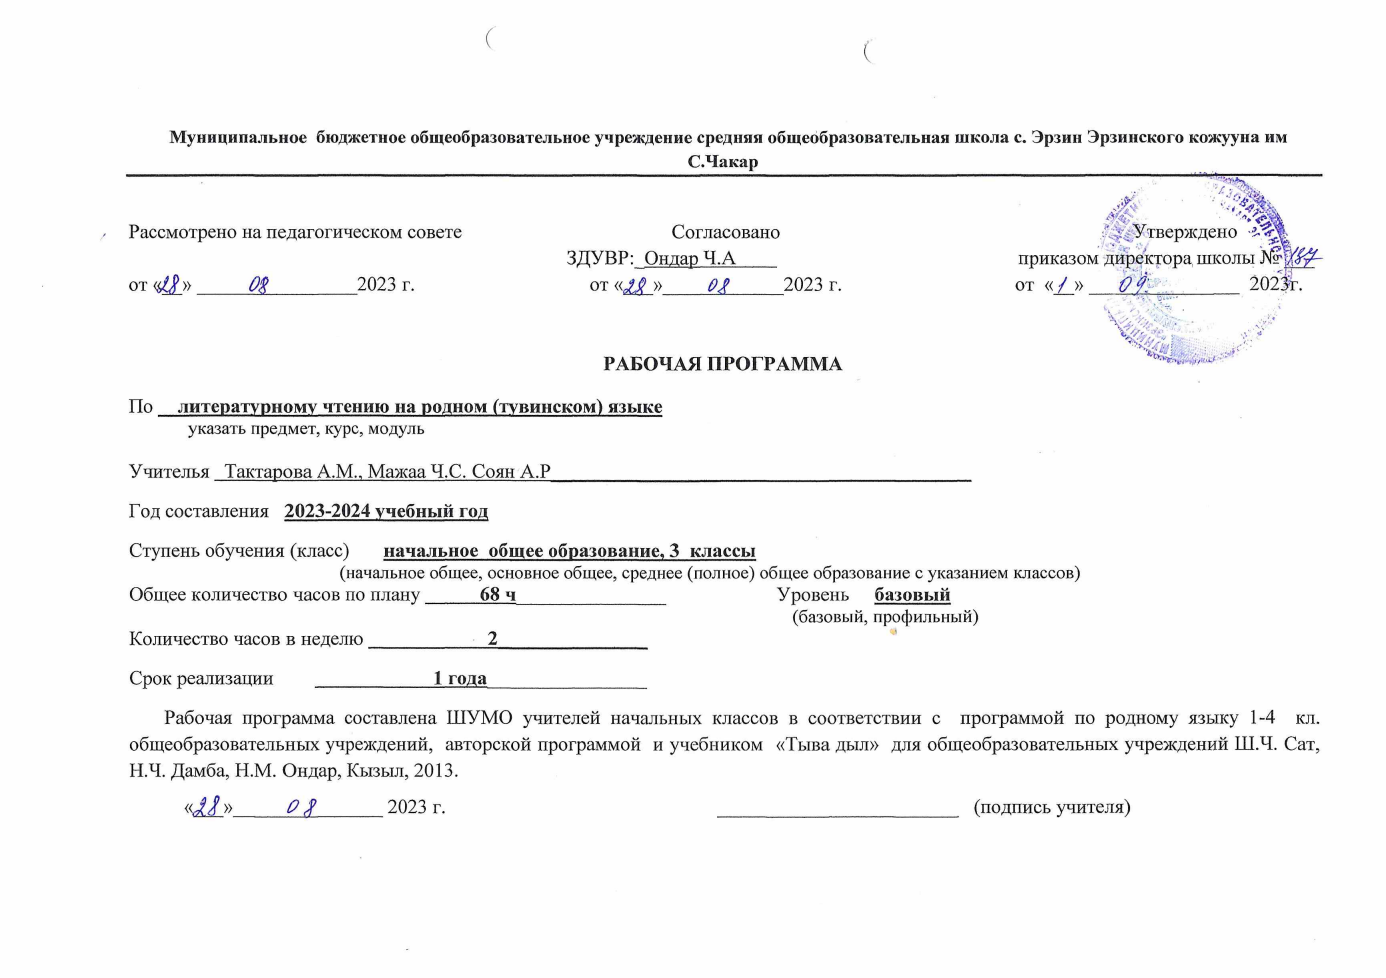 Муниципальное бюджетное общеобразовательное учреждение средняя общеобразовательная школа с. Эрзин Эрзинского кожууна им
С.Чакар
Рассмотрено на педагогическом совете Согласовано Утверждено
ЗДУВР: Ондар Ч.А приказом директора школы № 137
от «28» 08 2023 г. от «28» 08 2023 г. от «1» 09 2023г.
РАБОЧАЯ ПРОГРАММА
По литературному чтению на родном (тувинском) языке
указать предмет, курс, модуль
Учителья Тактарова А.М., Мажаа Ч.С. Соян А.Р
Год составления 2023-2024 учебный год
Ступень обучения (класс) начальное общее образование, 3 классы
(начальное общее, основное общее, среднее (полное) общее образование с указанием классов)
Общее количество часов по плану 68 ч Уровень базовый
(базовый, профильный)
Количество часов в неделю 2
Срок реализации 1 года
Рабочая программа составлена ШУМО учителей начальных классов в соответствии с программой по родному языку 1-4 кл.
общеобразовательных учреждений, авторской программой и учебником «Тыва дыл» для общеобразовательных учреждений Ш.Ч. Сат,
Н.Ч. Дамба, Н.М. Ондар, Кызыл, 2013.
«28» 08 2023 г. (подпись учителя)